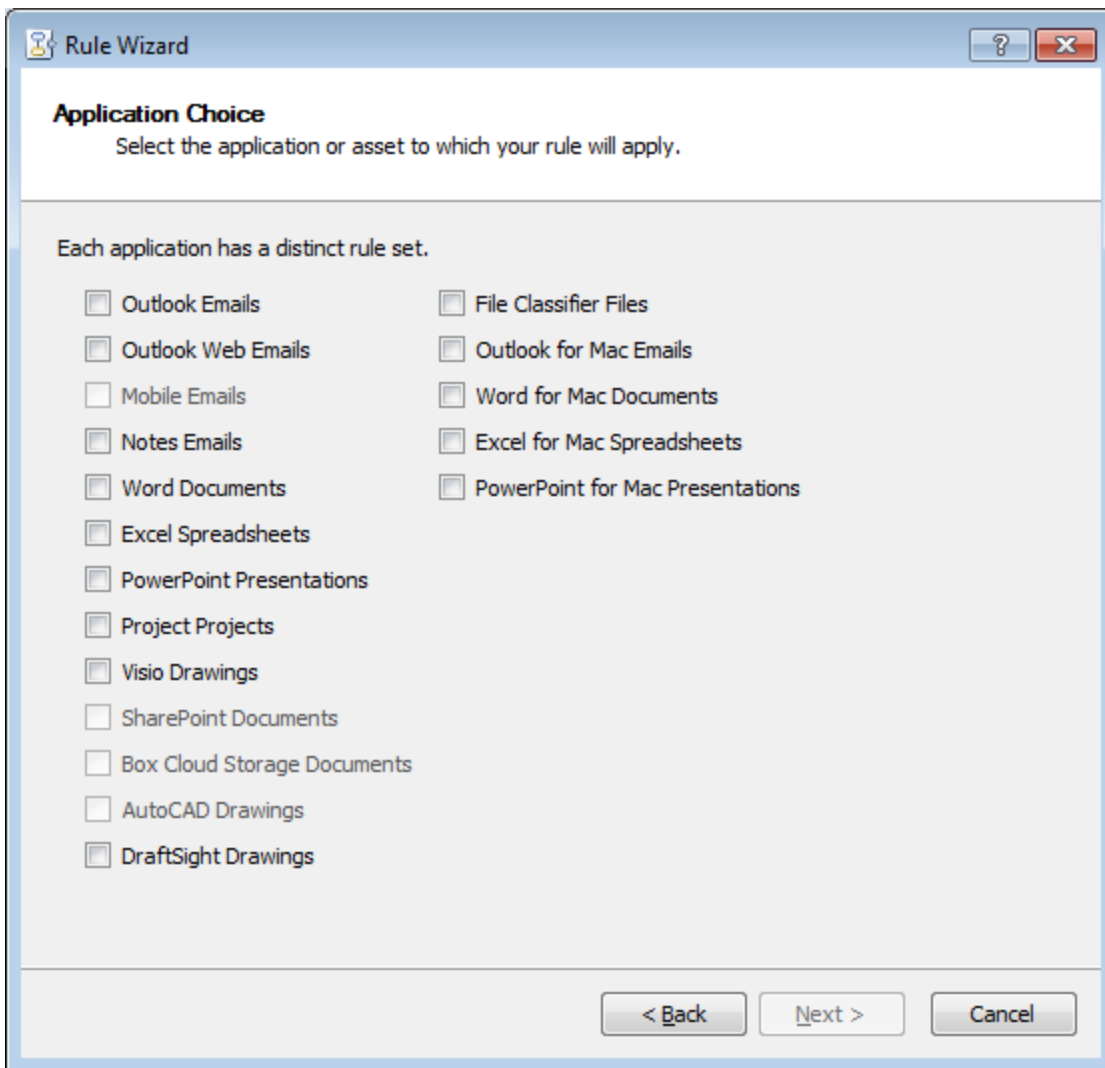 Rule Wizard
?
Application Choice
Select the application or asset to which your rule will apply.
Each application has a distinct rule set.
Outlook Emails
Outlook Web Emails
Mobile Emails
Notes Emails
Word Documents
Excel Spreadsheets
PowerPoint Presentations
Project Projects
Visio Drawings
SharePoint Documents
Box Cloud Storage Documents
AutoCAD Drawings
DraftSight Drawings
File Classifier Files
Outlook for Mac Emails
Word for Mac Documents
Excel for Mac Spreadsheets
PowerPoint for Mac Presentations
< Back
Next >
Cancel